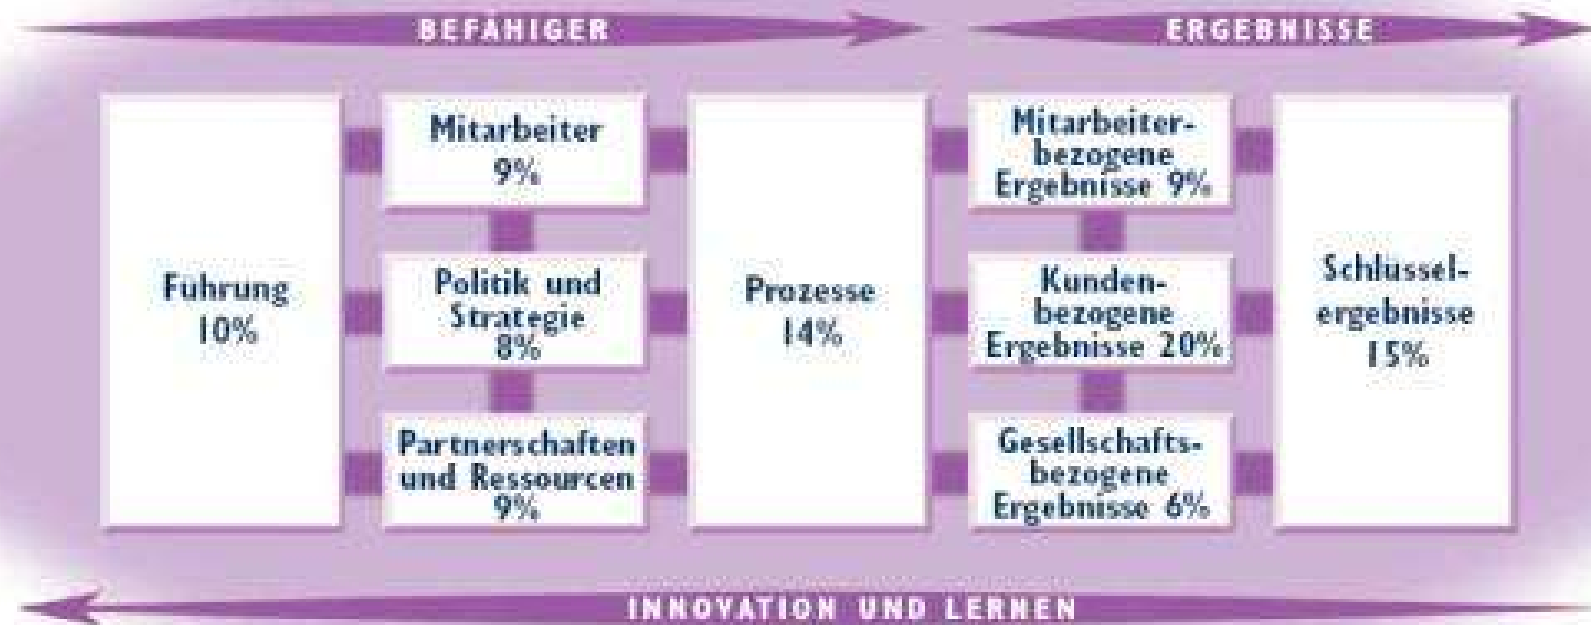 BEFÄHIGER
ERGEBNISSE
Führung
10%
Mitarbeiter
9%
Politik und
Strategie
8%
Partnerschaften
und Ressourcen
9%
Prozesse
14%
Mitarbeiter-
bezogene
Ergebnisse 9%
Kunden-
bezogene
Ergebnisse 20%
Gesellschafts-
bezogene
Ergebnisse 6%
Schlüssel-
ergebnisse
15%
INNOVATION UND LERNEN